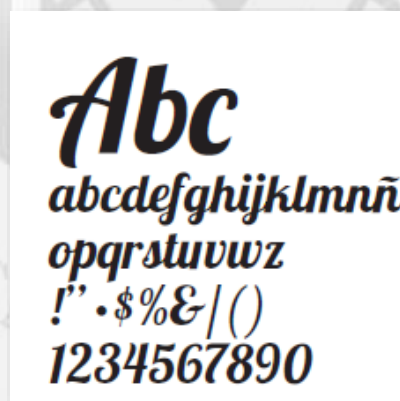 Abc
abcdefghijklmnñ
opqrstuvwz
!”·$%&/()
1234567890